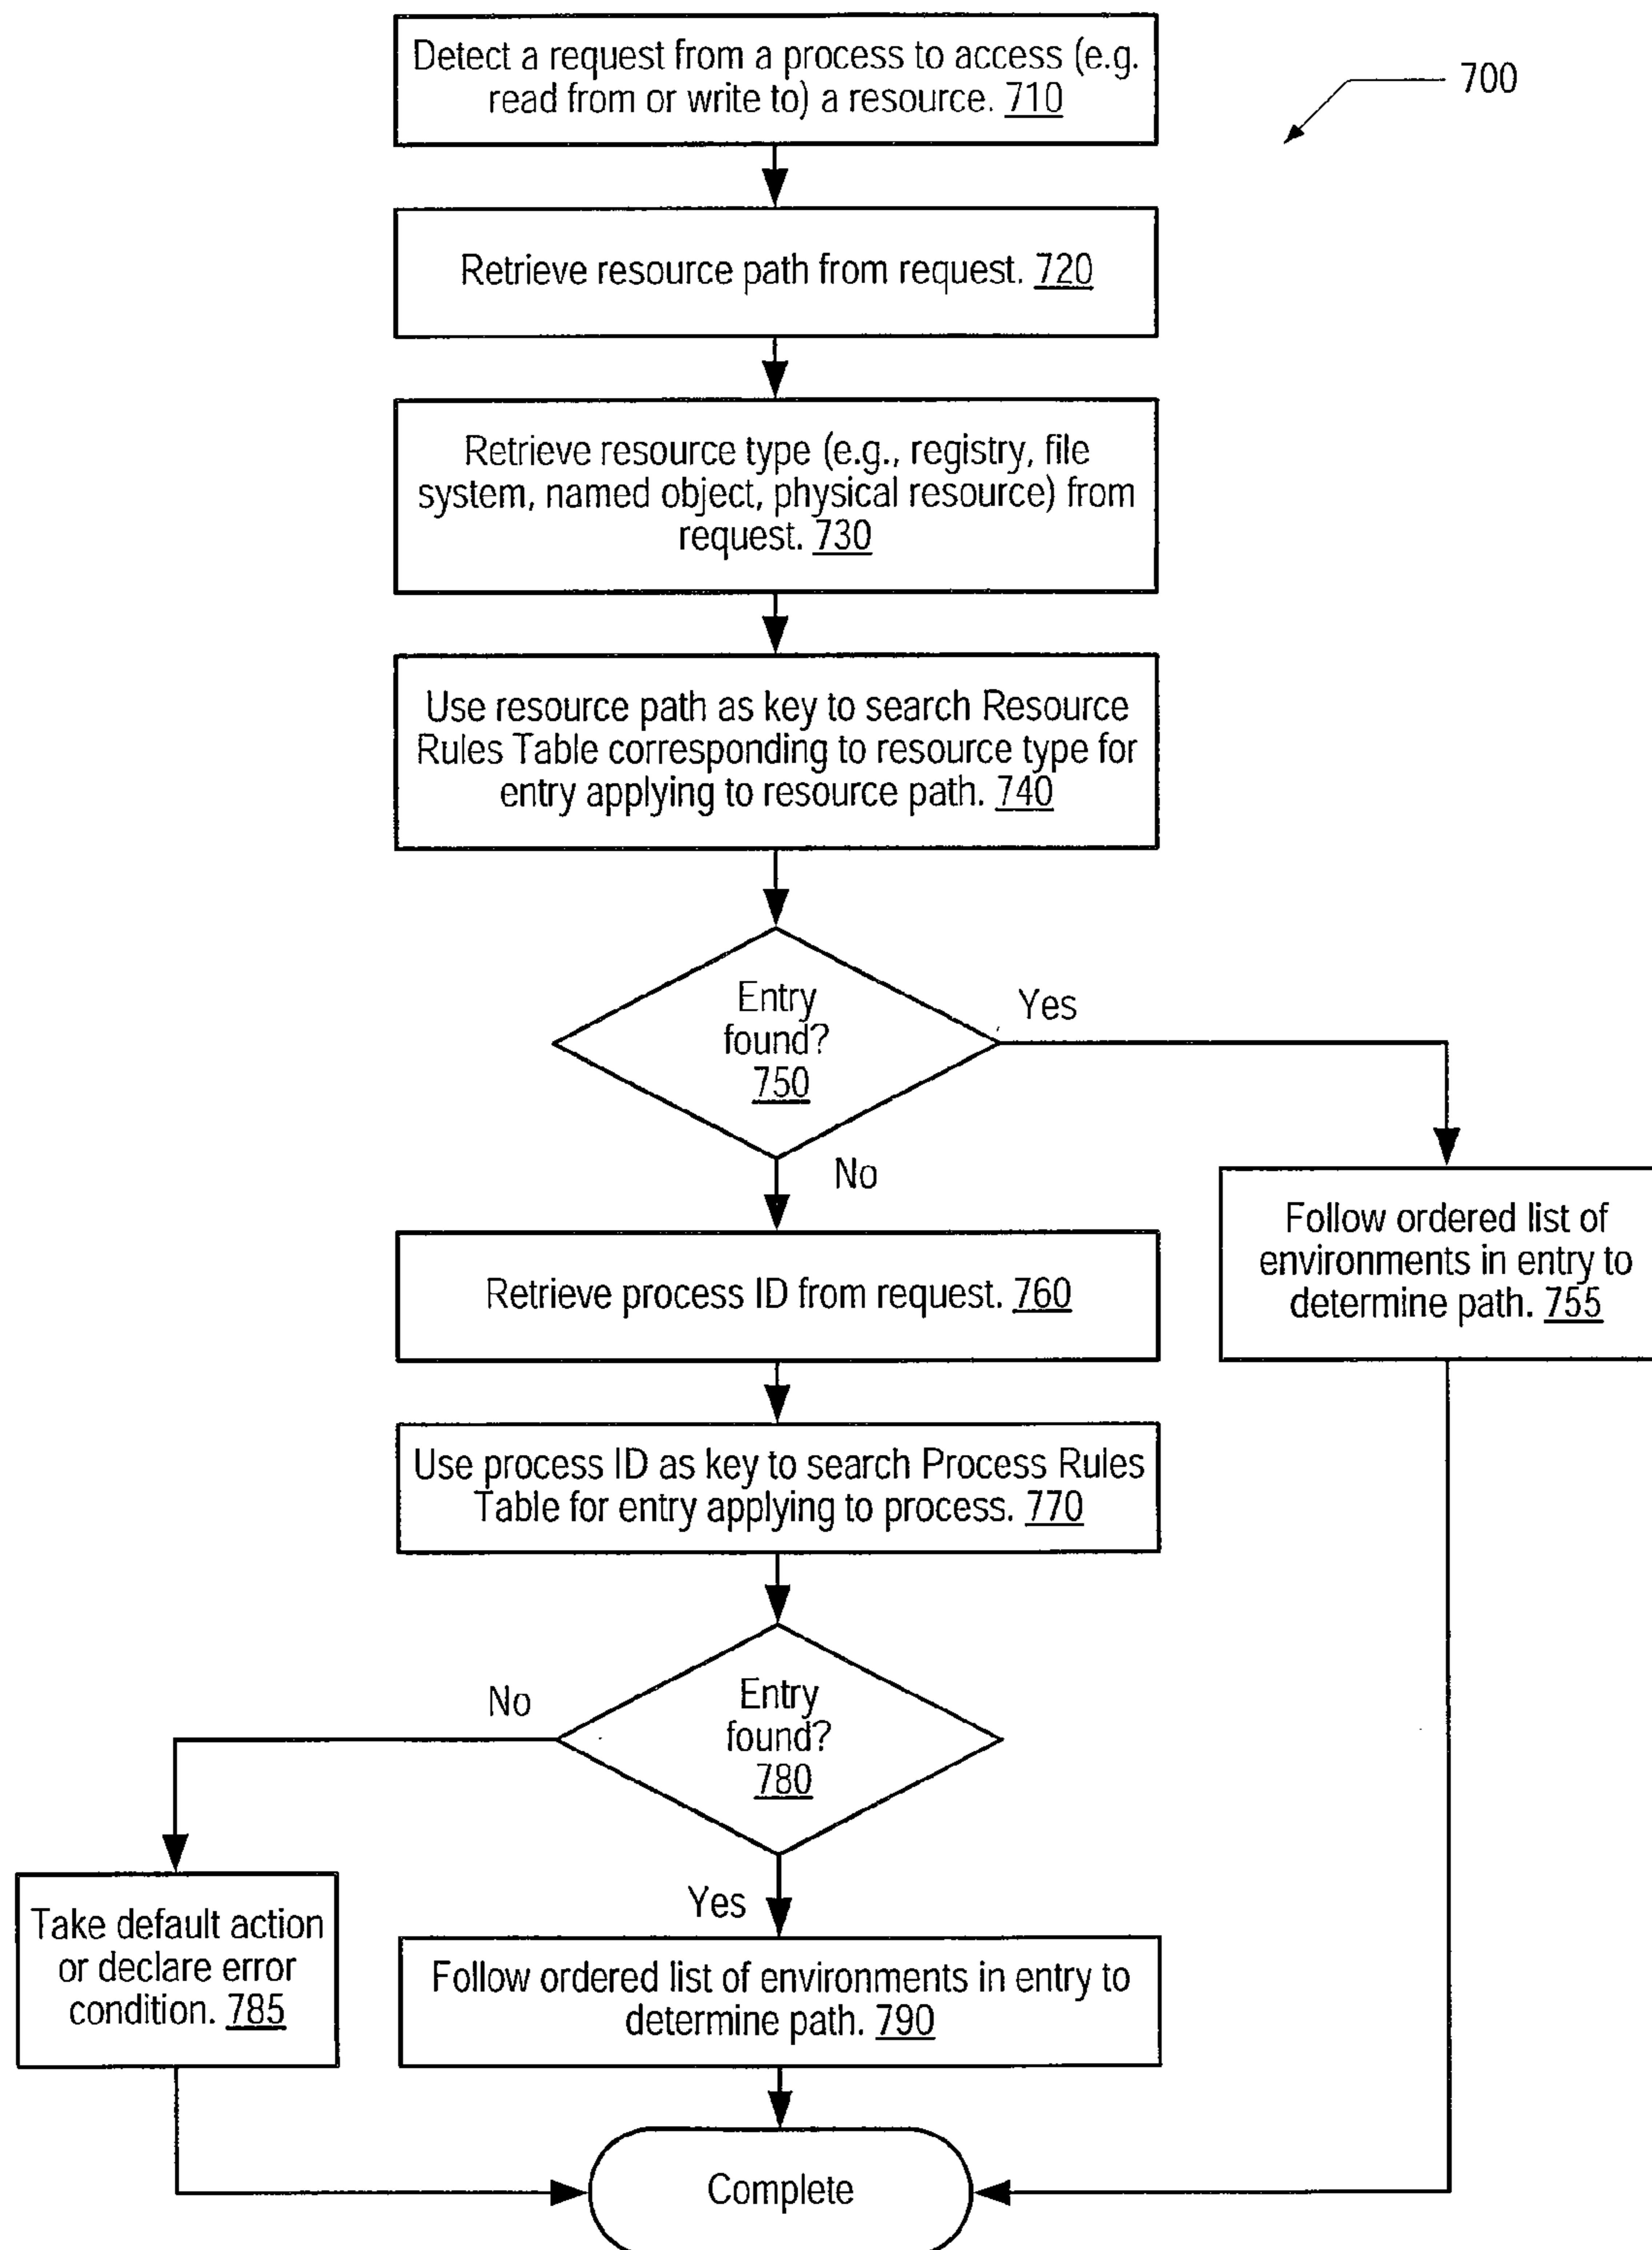 Detect a request from a process to access (e.g.
read from or write to) a resource. 710
700
Retrieve resource path from request. 720
Retrieve resource type (e.g., registry, file
system, named object, physical resource) from
request. 730
Use resource path as key to search Resource
Rules Table corresponding to resource type for
entry applying to resource path. 740
Entry
found?
750
Yes
No
Follow ordered list of
environments in entry to
determine path. 755
Retrieve process ID from request. 760
Use process ID as key to search Process Rules
Table for entry applying to process. 770
Entry
found?
780
No
Yes
Take default action
or declare error
condition. 785
Follow ordered list of environments in entry to
determine path. 790
Complete